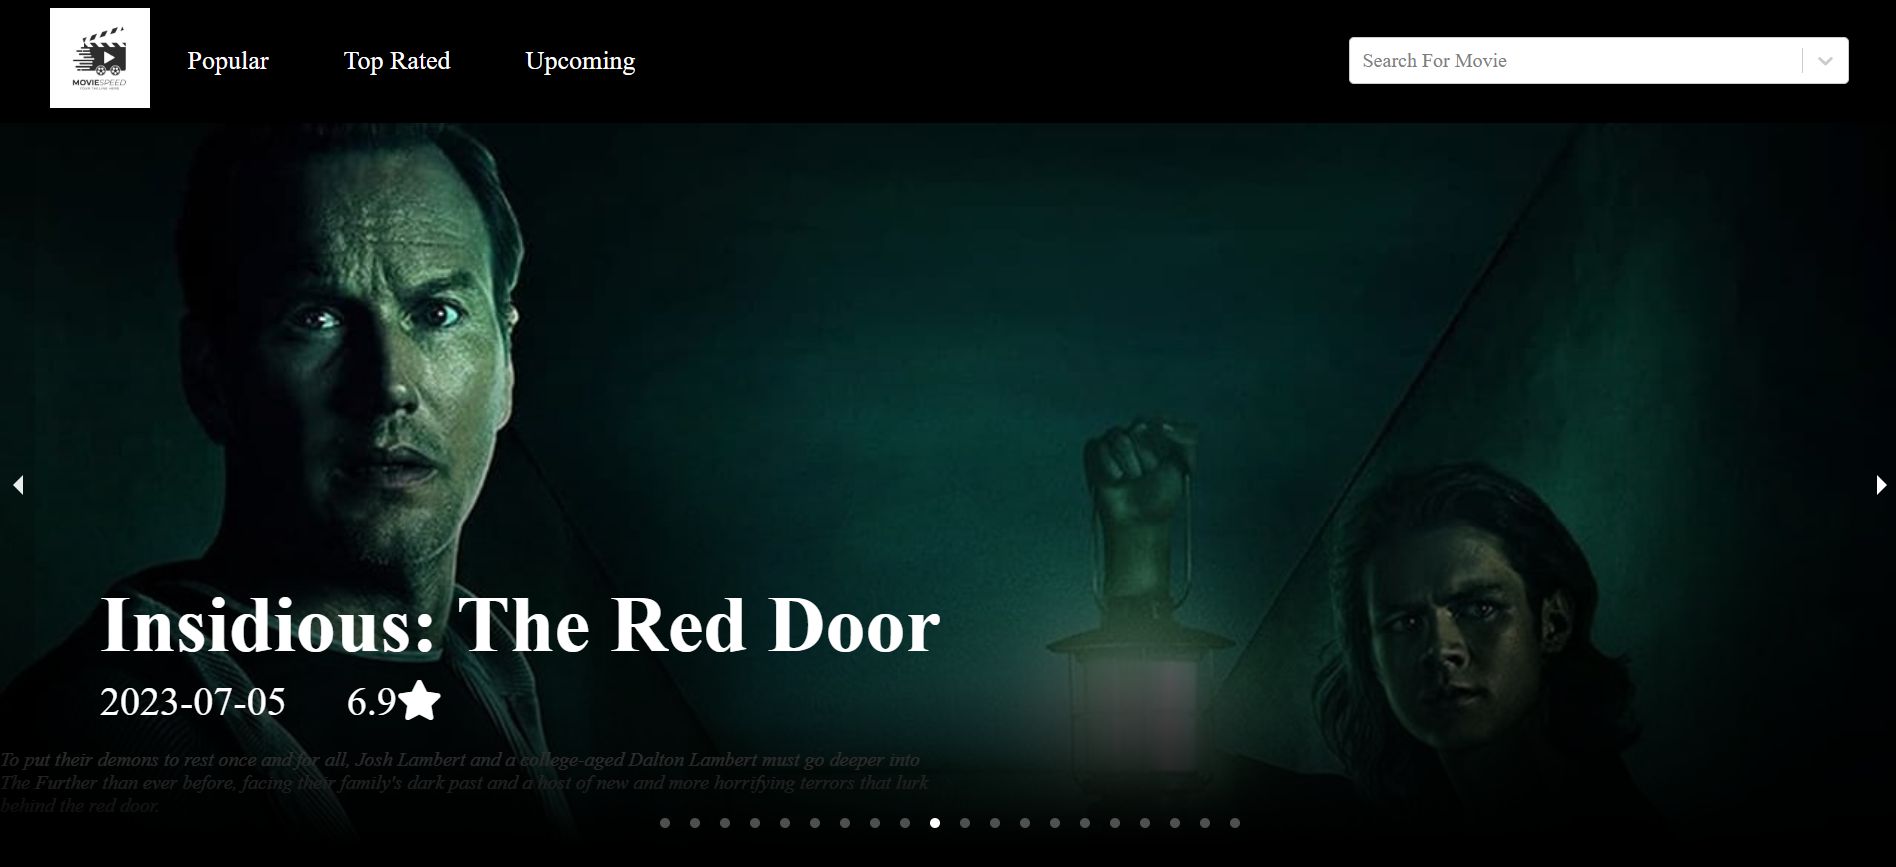 MOVIESPEED
YOUR TAGLINE HERE
Popular
Top Rated
Upcoming
Search For Movie
Insidious: The Red Door
2023-07-05 6.9
To put their demons to rest once and for all, Josh Lambert and a college-aged Dalton Lambert must go deeper into
The Further than ever before, facing their family's dark past and a host of new and more horrifying terrors that lurk
behind the red door.